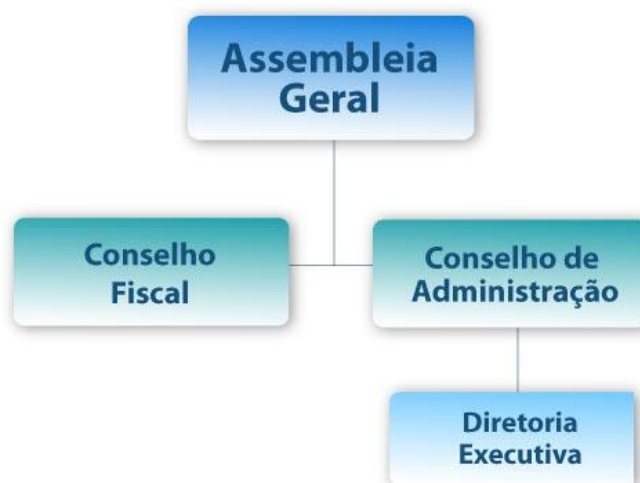 Assembleia
Geral
Conselho
Fiscal
Conselho de
Administração
Diretoria
Executiva